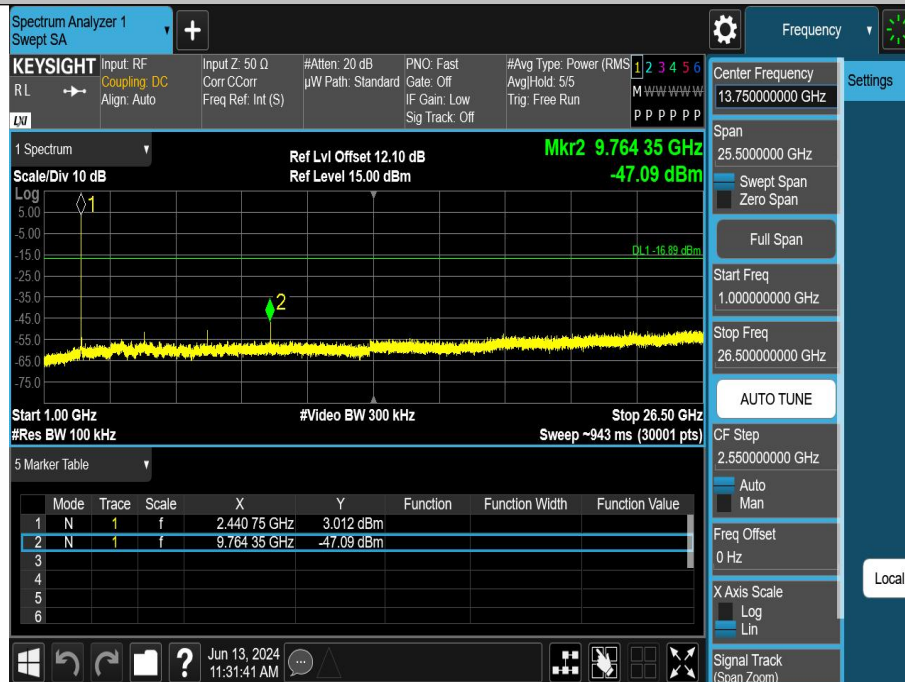 Spectrum Analyzer 1
Swept SA
+
Frequency
KEYSIGHT
RL
LXI
Input: RF
Coupling: DC
Align: Auto
Input Z: 50 Ω
Corr CCorr
Freq Ref: Int (S)
#Atten: 20 dB
µW Path: Standard
PNO: Fast
Gate: Off
IF Gain: Low
Sig Track: Off
#Avg Type: Power (RMS
Avg|Hold: 5/5
Trig: Free Run
1 2 3 4 5 6
M W W W W W
P P P P P P
1 Spectrum
Scale/Div 10 dB
Ref Lvl Offset 12.10 dB
Ref Level 15.00 dBm
Mkr2 9.764 35 GHz
-47.09 dBm
Log
5.00
-5.00
-15.0
-25.0
-35.0
-45.0
-55.0
-65.0
-75.0
1
2
DL1 -16.89 dBm
Start 1.00 GHz
#Video BW 300 kHz
Stop 26.50 GHz
#Res BW 100 kHz
Sweep ~943 ms (30001 pts)
5 Marker Table
Mode Trace Scale X Y Function Function Width Function Value
1 N 1 f 2.440 75 GHz 3.012 dBm
2 N 1 f 9.764 35 GHz -47.09 dBm
3
4
5
6
?
Jun 13, 2024
11:31:41 AM
Center Frequency
13.750000000 GHz
Span
25.5000000 GHz
Swept Span
Zero Span
Full Span
Start Freq
1.000000000 GHz
Stop Freq
26.500000000 GHz
AUTO TUNE
CF Step
2.550000000 GHz
Auto
Man
Freq Offset
0 Hz
X Axis Scale
Log
Lin
Signal Track
(Span Zoom)
Settings
Local